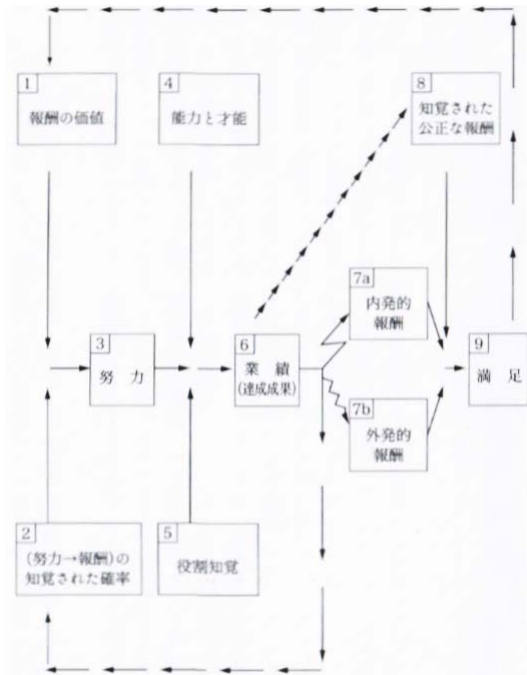 1
報酬の価値
4
能力と才能
8
知覚された
公正な報酬
7a
内発的
報酬
3
努 力
6
業 績
(達成成果)
9
満 足
7b
外発的
報酬
2
(努力→報酬)の
知覚された確率
5
役割知覚